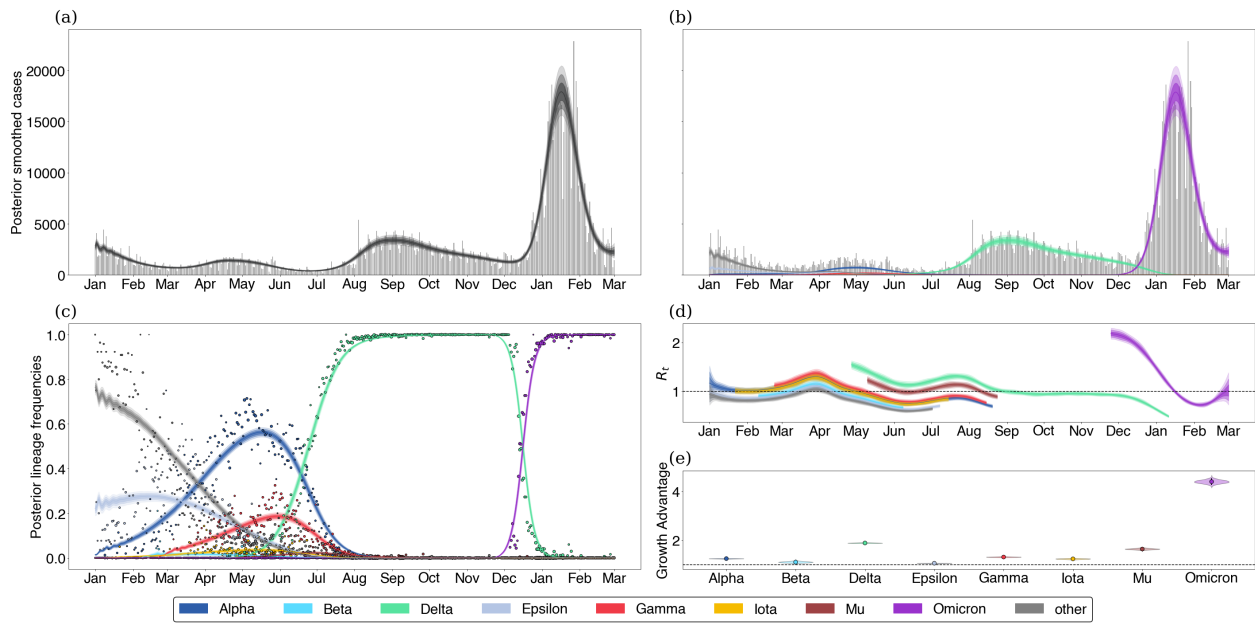 (a)
Posterior smoothed cases
20000
15000
10000
5000
0
Jan Feb Mar Apr May Jun Jul Aug Sep Oct Nov Dec Jan Feb Mar
(b)
Jan Feb Mar Apr May Jun Jul Aug Sep Oct Nov Dec Jan Feb Mar
(c)
Posterior lineage frequencies
1.0
0.8
0.6
0.4
0.2
0.0
Jan Feb Mar Apr May Jun Jul Aug Sep Oct Nov Dec Jan Feb Mar
(d)
Rt
2
1
Jan Feb Mar Apr May Jun Jul Aug Sep Oct Nov Dec Jan Feb Mar
(e)
Growth Advantage
4
2
Alpha Beta Delta Epsilon Gamma Iota Mu Omicron
Alpha Beta Delta Epsilon Gamma Iota Mu Omicron other